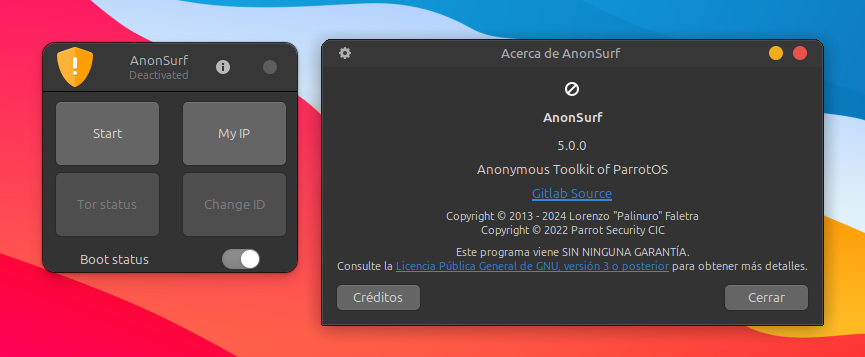 AnonSurf
Deactivated
Start
My IP
Tor status
Change ID
Boot status
Acerca de AnonSurf
AnonSurf
5.0.0
Anonymous Toolkit of ParrotOS
Gitlab Source
Copyright © 2013 - 2024 Lorenzo "Palinuro" Faletra
Copyright © 2022 Parrot Security CIC
Este programa viene SIN NINGUNA GARANTÍA.
Consulte la Licencia Pública General de GNU, versión 3 o posterior para obtener más detalles.
Créditos
Cerrar